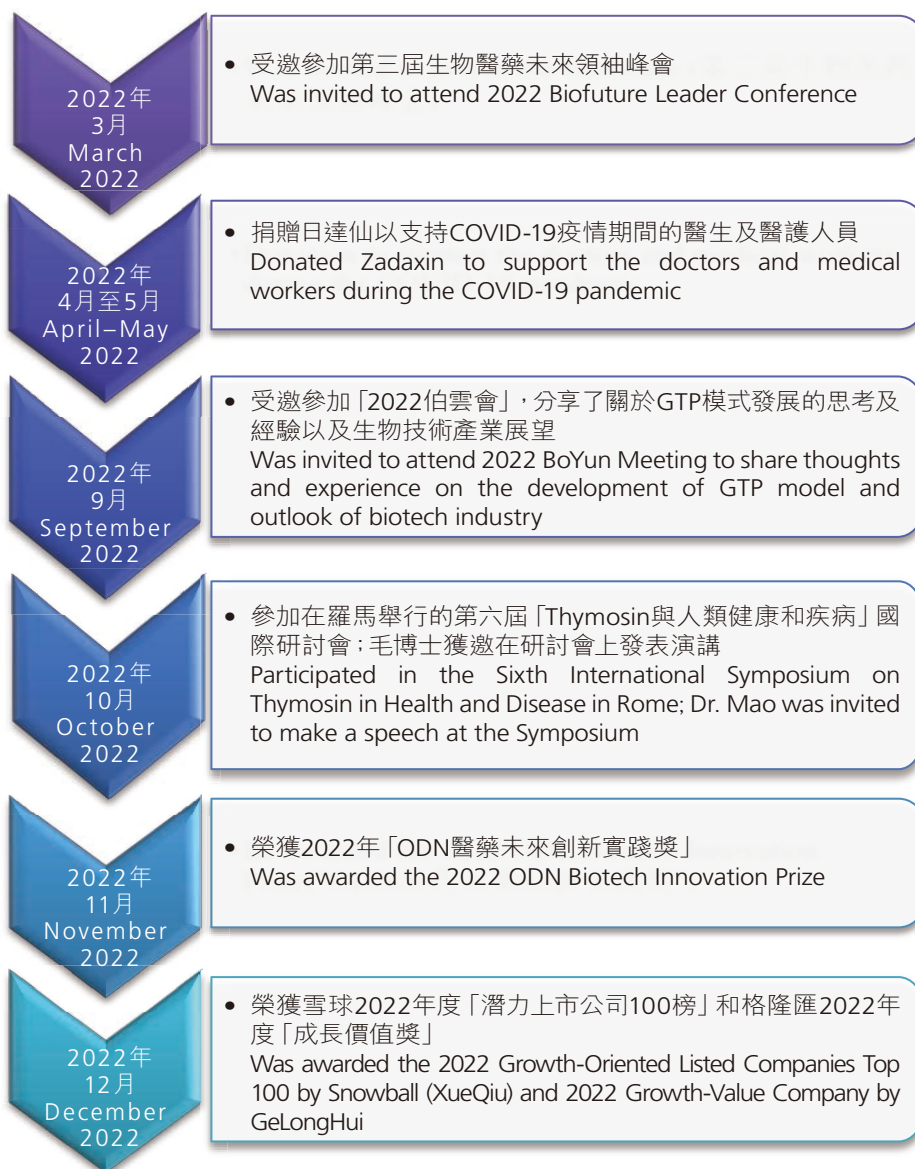 2022年
3月
March
2022
• 受邀參加第三屆生物醫藥未來領袖峰會
Was invited to attend 2022 Biofuture Leader Conference
2022年
4月至5月
April–May
2022
• 捐贈日達仙以支持COVID-19疫情期間的醫生及醫護人員
Donated Zadaxin to support the doctors and medical
workers during the COVID-19 pandemic
2022年
9月
September
2022
• 受邀參加「2022伯雲會」，分享了關於GTP模式發展的思考及
經驗以及生物技術產業展望
Was invited to attend 2022 BoYun Meeting to share thoughts
and experience on the development of GTP model and
outlook of biotech industry
2022年
10月
October
2022
• 參加在羅馬舉行的第六屆「Thymosin與人類健康和疾病」國
際研討會；毛博士獲邀在研討會上發表演講
Participated in the Sixth International Symposium on
Thymosin in Health and Disease in Rome; Dr. Mao was invited
to make a speech at the Symposium
2022年
11月
November
2022
• 榮獲2022年「ODN醫藥未來創新實踐獎」
Was awarded the 2022 ODN Biotech Innovation Prize
2022年
12月
December
2022
• 榮獲雪球2022年度「潛力上市公司100榜」和格隆匯2022年
度「成長價值獎」
Was awarded the 2022 Growth-Oriented Listed Companies Top
100 by Snowball (XueQiu) and 2022 Growth-Value Company by
GeLongHui